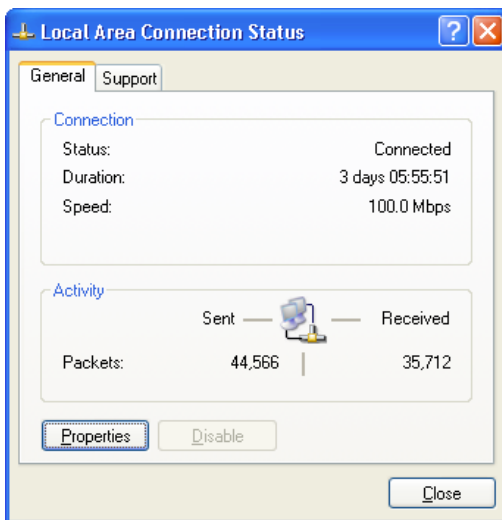 Local Area Connection Status
General Support
Connection
Status: Connected
Duration: 3 days 05:55:51
Speed: 100.0 Mbps
Activity
Sent Received
Packets: 44,566 35,712
Properties Disable
Close